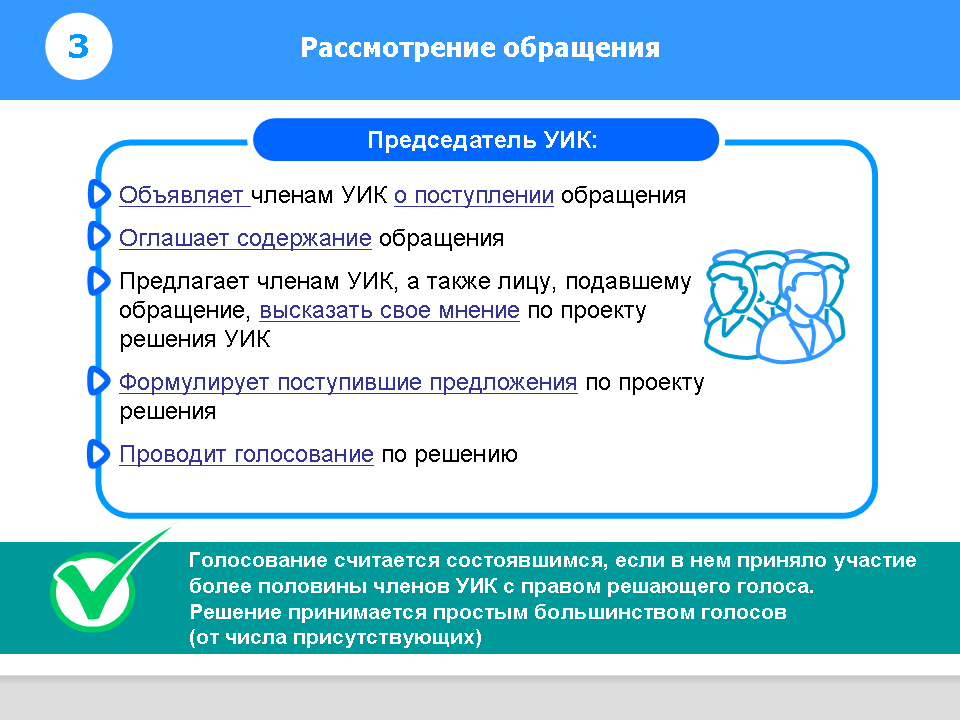 3
Рассмотрение обращения
Председатель УИК:
Объявляет членам УИК о поступлении обращения
Оглашает содержание обращения
Предлагает членам УИК, а также лицу, подавшему
обращение, высказать свое мнение по проекту
решения УИК
Формулирует поступившие предложения по проекту
решения
Проводит голосование по решению
Голосование считается состоявшимся, если в нем приняло участие
более половины членов УИК с правом решающего голоса.
Решение принимается простым большинством голосов
(от числа присутствующих)